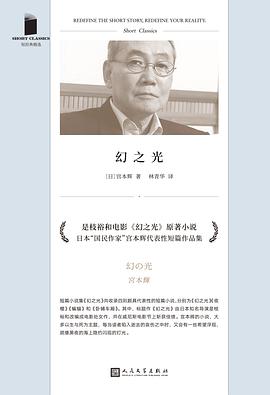 REDEFINE THE SHORT STORY, REDEFINE YOUR REALITY.
Short Classics
SHORT CLASSICS
短经典精选
幻之光
[日]宫本辉 著 林青华 译
是枝裕和电影《幻之光》原著小说
日本“国民作家”宫本辉代表性短篇作品集
幻の光
宮本輝
短篇小说集《幻之光》内收录四则颇具代表性的短篇小说,分别为《幻之光》《夜樱》《蝙蝠》和《卧铺车厢》。其中,标题作《幻之光》由日本知名导演是枝裕和改编成电影处女作,并在威尼斯电影节上斩获佳绩。宫本辉的小说,大多以生与死为主题,每当读者陷入逝去的哀伤之中时,又会有一丝希望浮现,就像黑夜的海上隐约闪现的灯光。
人民文学出版社